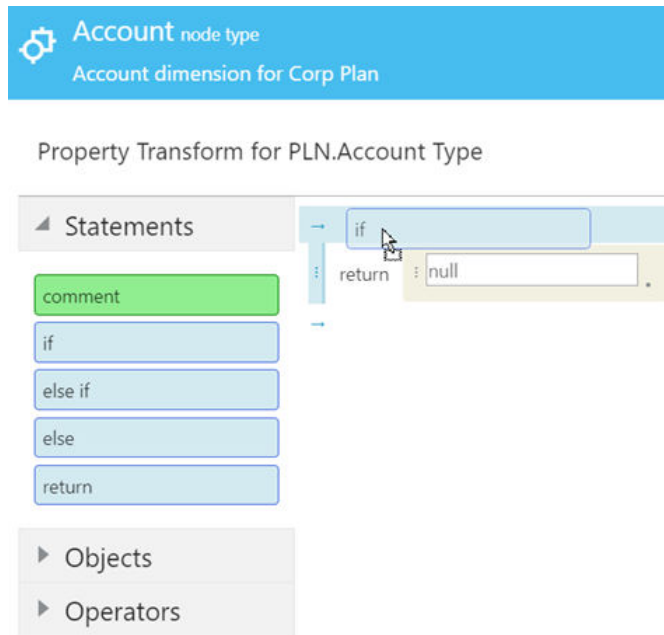 Account node type
Account dimension for Corp Plan
Property Transform for PLN.Account Type
Statements
comment
if
else if
else
return
Objects
Operators
if
return null .